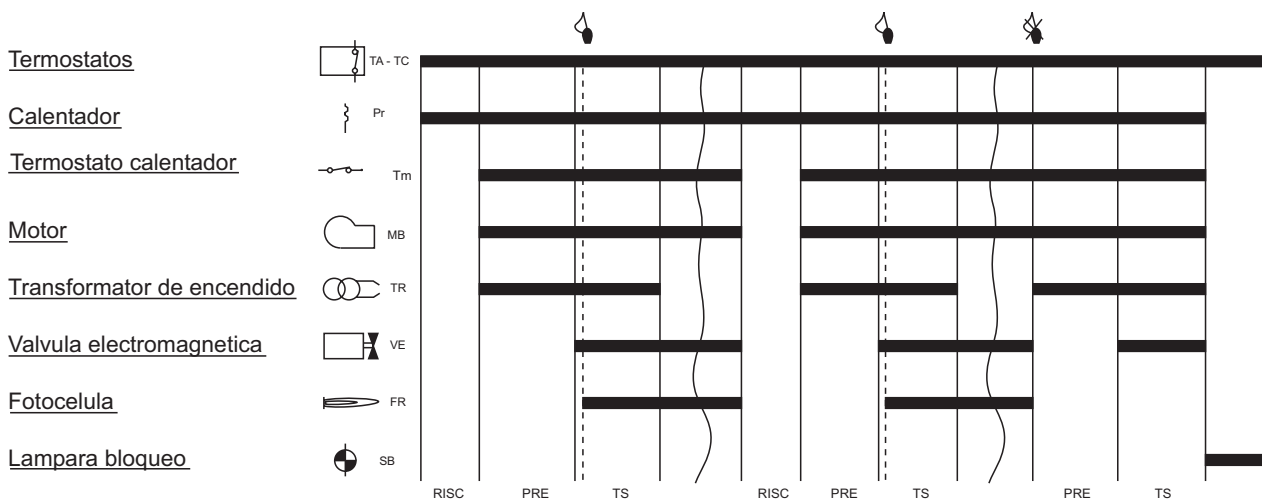 Termostatos TA - TC
Calentador Pr
Termostato calentador Tm
Motor MB
Transformator de encendido TR
Valvula electromagnetica VE
Fotocelula FR
Lampara bloqueo SB
RISC PRE TS RISC PRE TS PRE TS